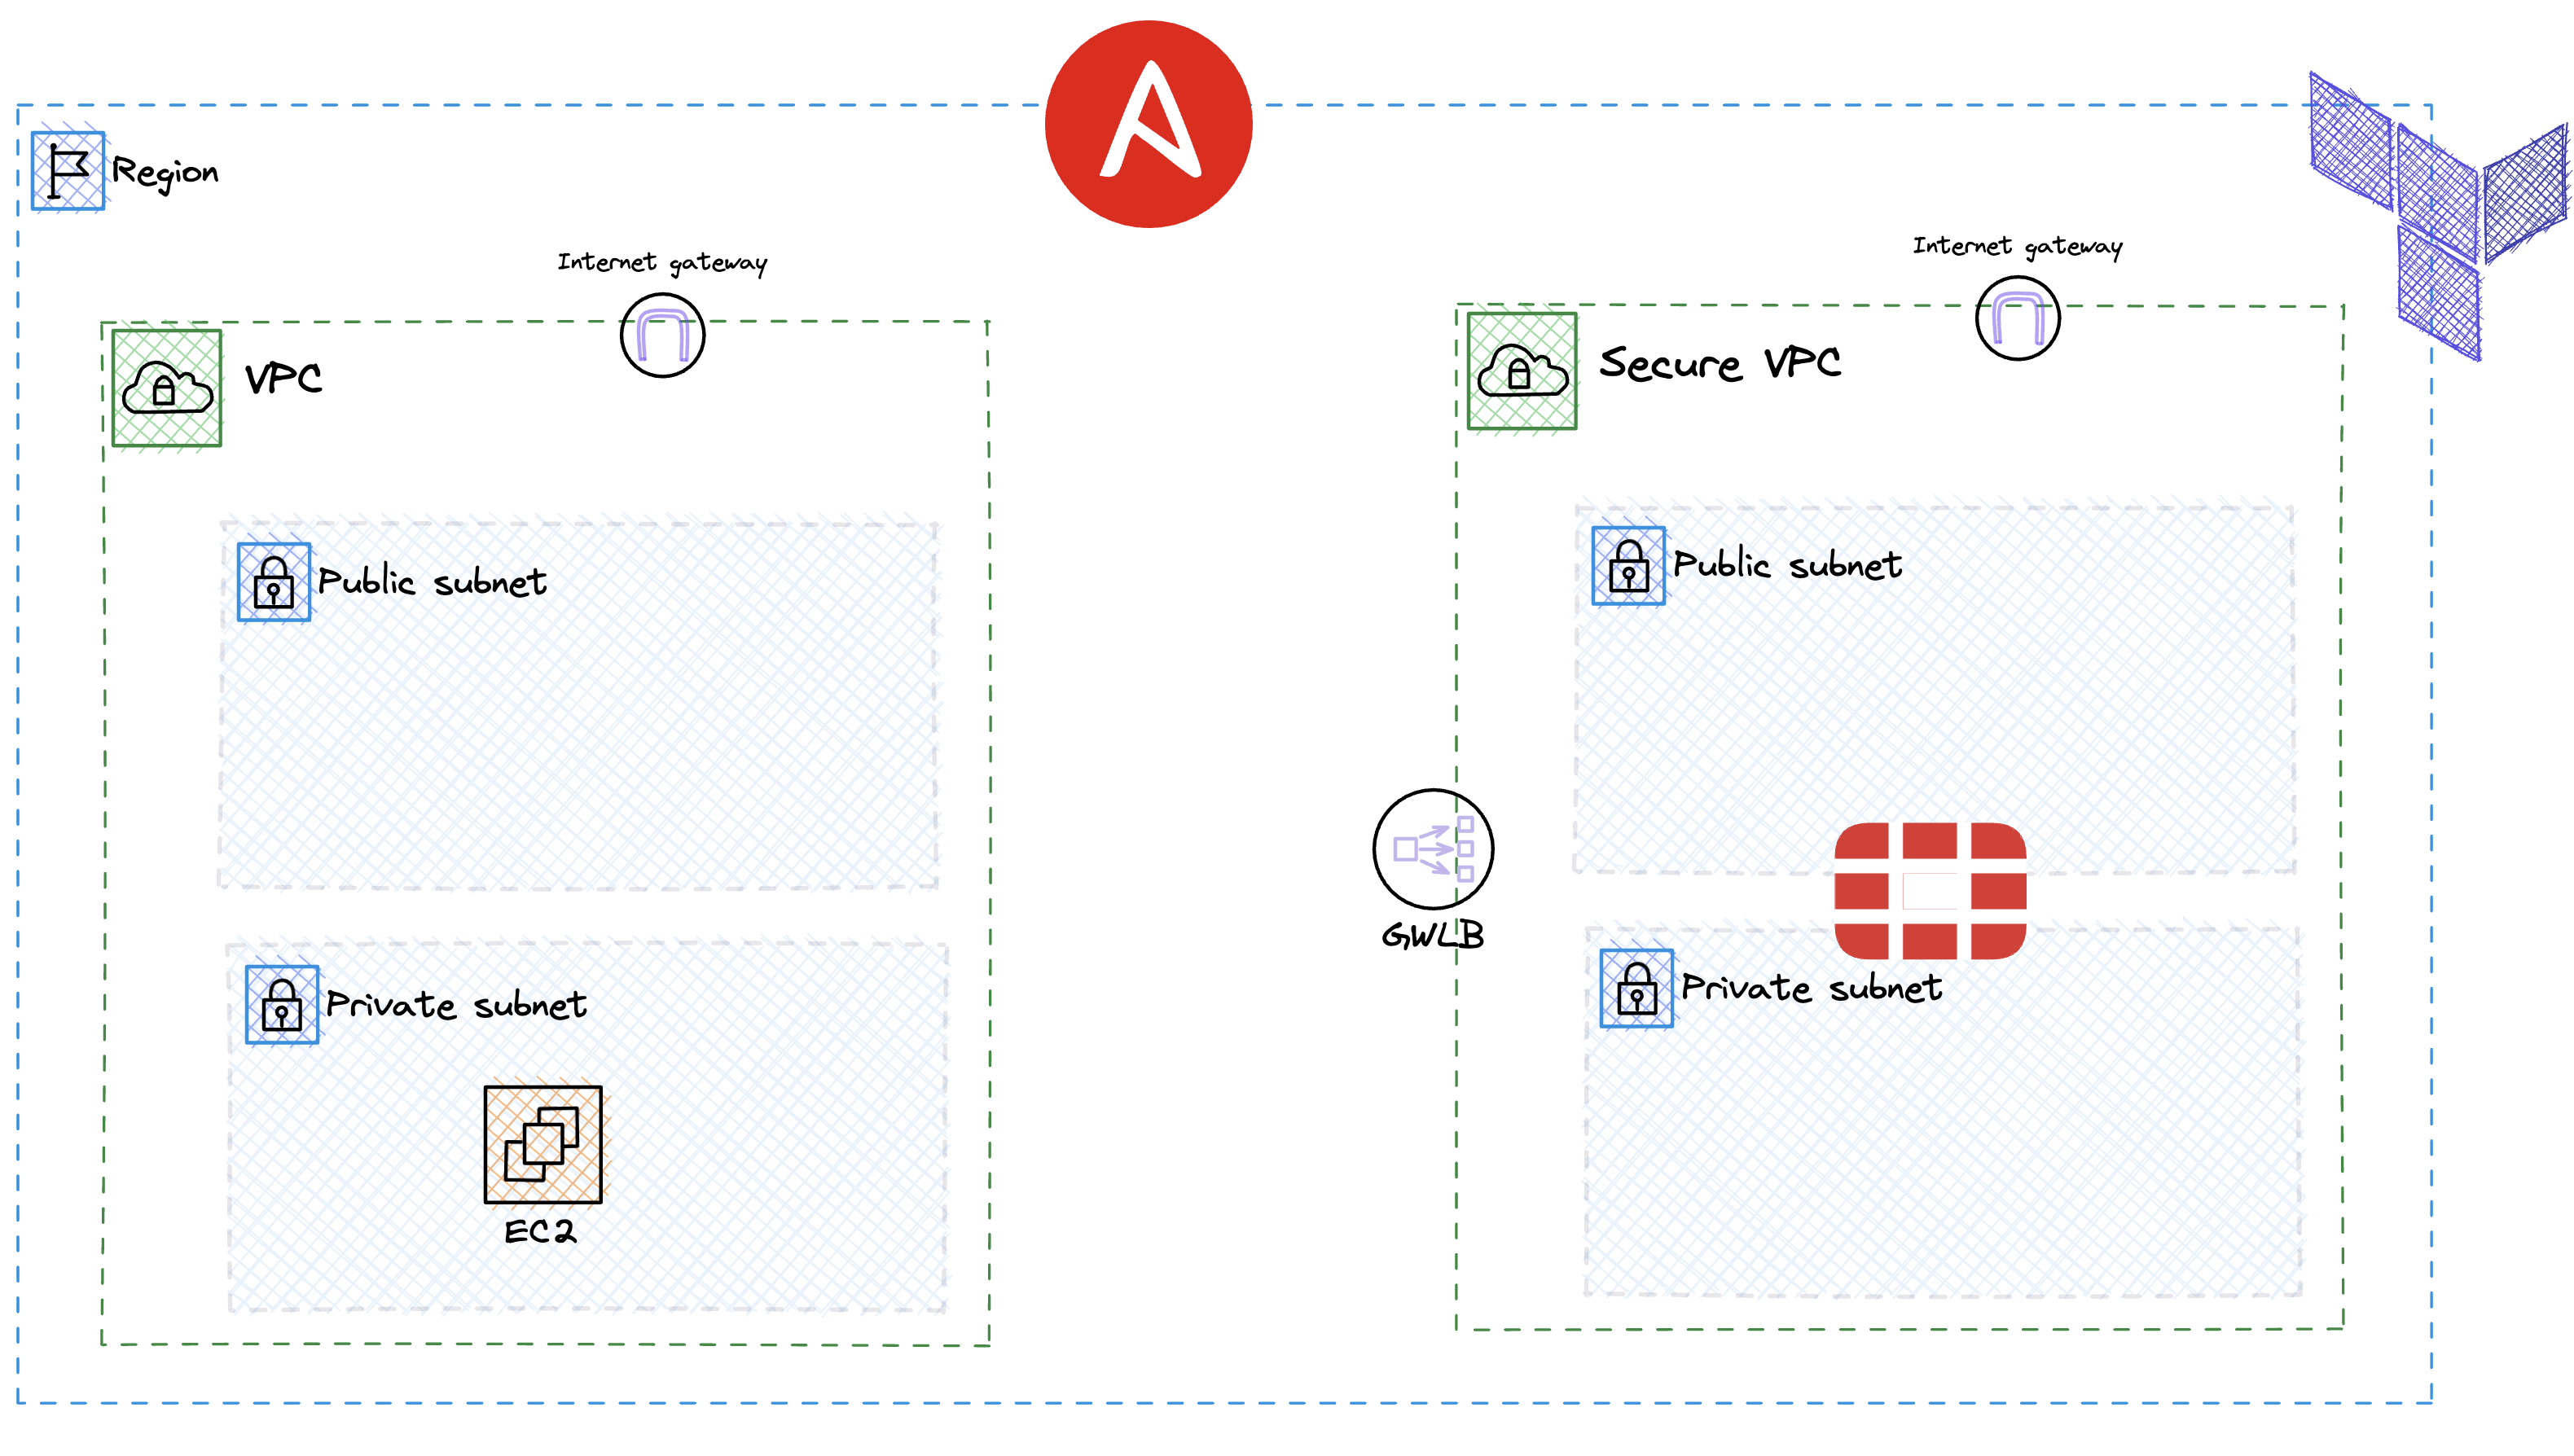 Region
Internet gateway
VPC
Public subnet
Private subnet
EC2
GWLB
Internet gateway
Secure VPC
Public subnet
Private subnet